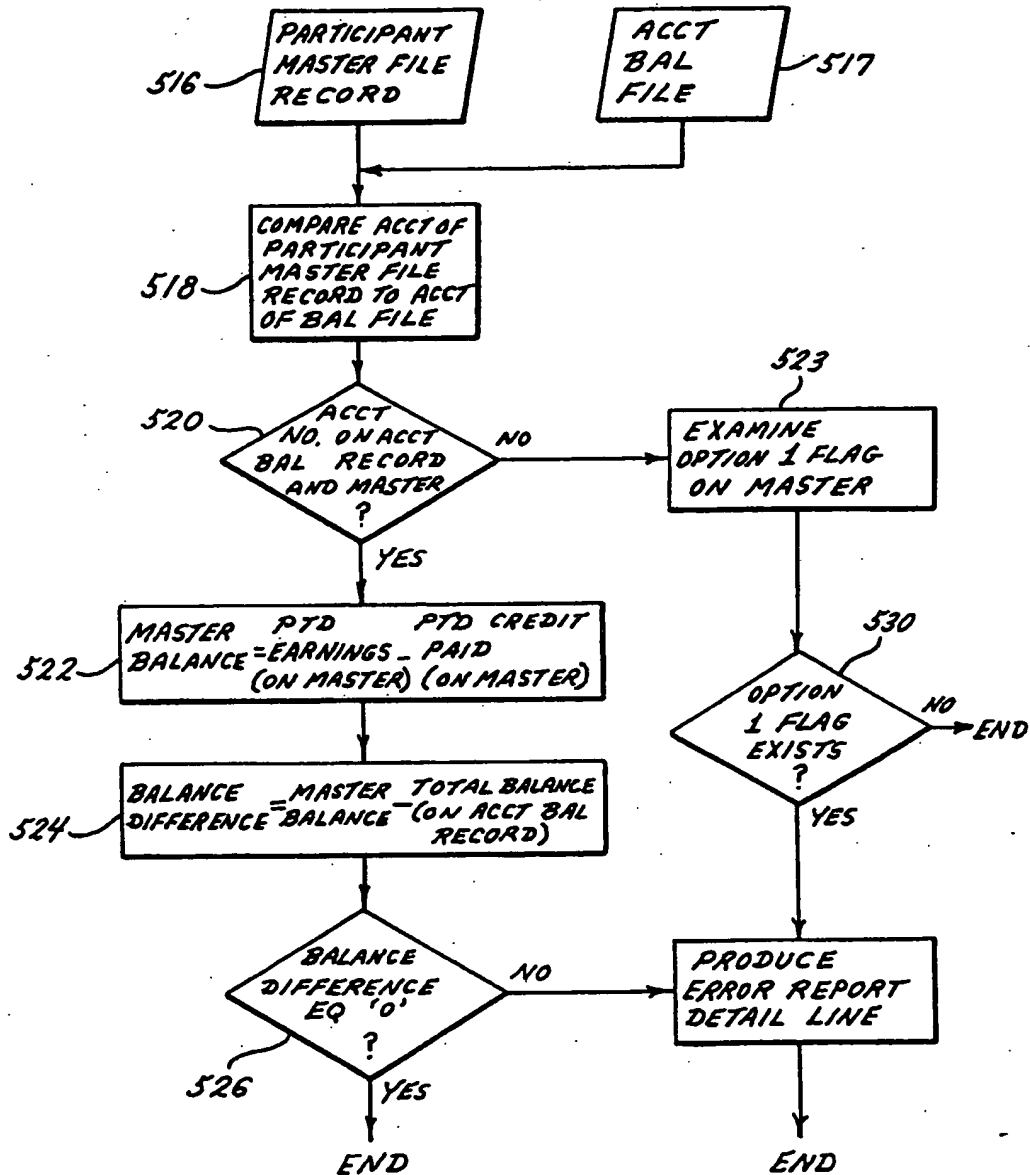 PARTICIPANT
MASTER FILE
RECORD
516
ACCT
BAL
FILE
517
COMPARE ACCT OF
PARTICIPANT
MASTER FILE
RECORD TO ACCT
OF BAL FILE
518
520
ACCT
NO. ON ACCT
BAL RECORD
AND MASTER
?
NO
YES
523
EXAMINE
OPTION 1 FLAG
ON MASTER
522
MASTER PTD PTD CREDIT
BALANCE = EARNINGS - PAID
(ON MASTER) (ON MASTER)
530
OPTION
1 FLAG
EXISTS
?
NO
END
YES
524
BALANCE = MASTER - TOTAL BALANCE
DIFFERENCE BALANCE (ON ACCT BAL
RECORD)
BALANCE
DIFFERENCE
EQ 'O'
?
NO
526
YES
END
PRODUCE
ERROR REPORT
DETAIL LINE
END